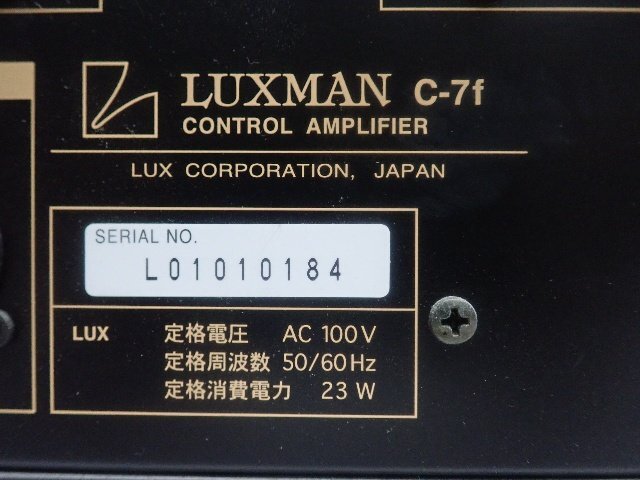 LUXMAN C-7f
CONTROL AMPLIFIER
LUX CORPORATION, JAPAN
SERIAL NO.
L01010184
LUX 定格電圧 AC 100V
定格周波数 50/60Hz
定格消費電力 23 W